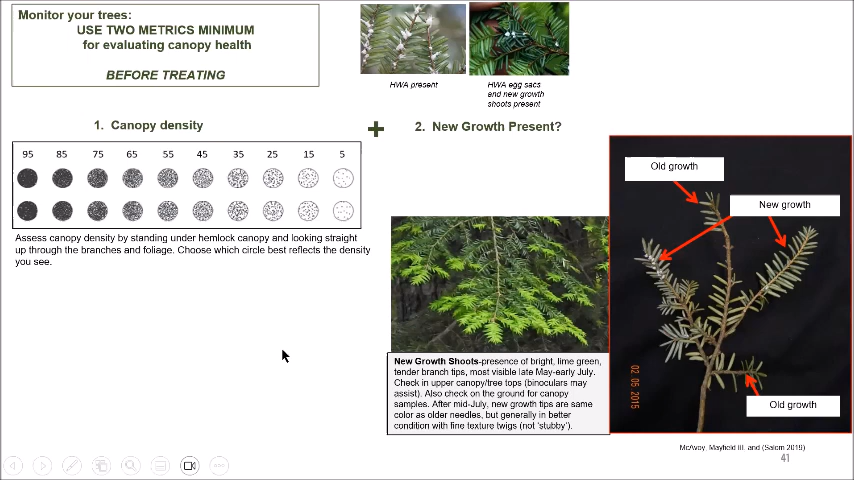 Monitor your trees:
USE TWO METRICS MINIMUM
for evaluating canopy health
BEFORE TREATING
HWA present
HWA egg sacs
and new growth
shoots present
1. Canopy density
+
2. New Growth Present?
95 85 75 65 55 45 35 25 15 5
Assess canopy density by standing under hemlock canopy and looking straight
up through the branches and foliage. Choose which circle best reflects the density
you see.
Old growth
New growth
Old growth
02 05 2015
New Growth Shoots-presence of bright, lime green,
tender branch tips, most visible late May-early July.
Check in upper canopy/tree tops (binoculars may
assist). Also check on the ground for canopy
samples. After mid-July, new growth tips are same
color as older needles, but generally in better
condition with fine texture twigs (not 'stubby').
McAvoy, Mayfield III, and (Salom 2019)
41